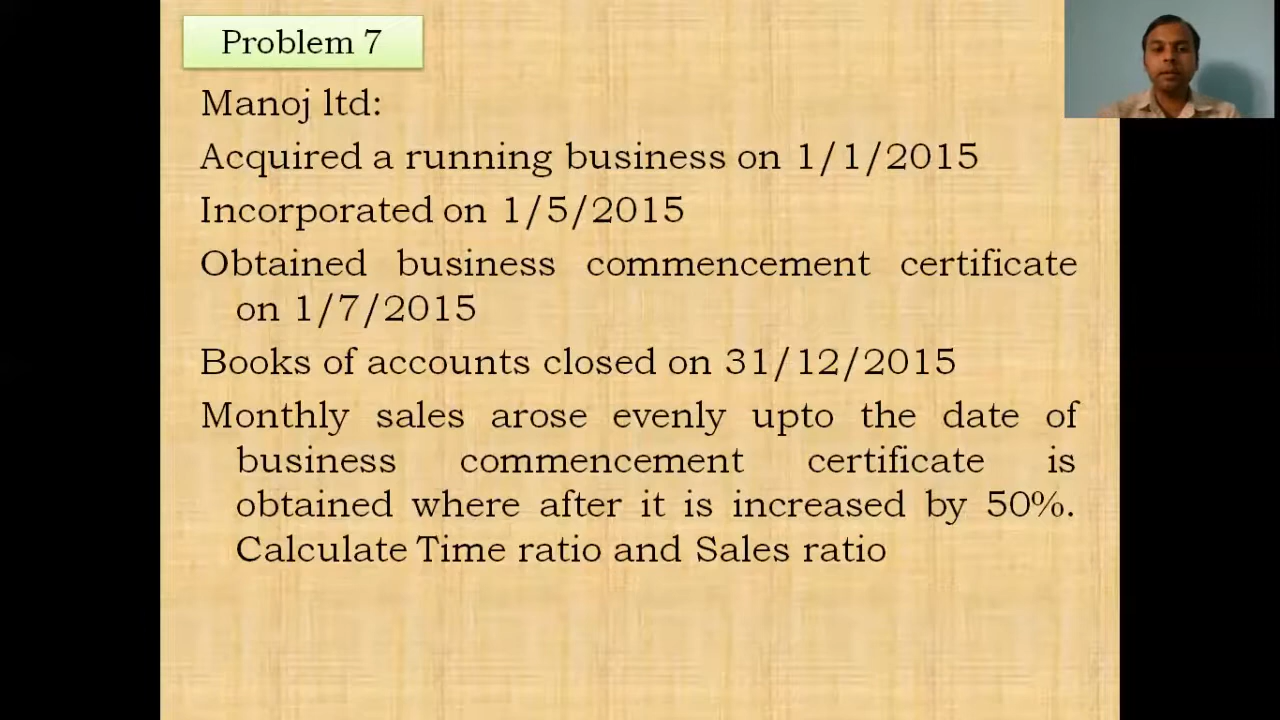 Problem 7
Manoj ltd:
Acquired a running business on 1/1/2015
Incorporated on 1/5/2015
Obtained business commencement certificate
on 1/7/2015
Books of accounts closed on 31/12/2015
Monthly sales arose evenly upto the date of
business commencement certificate is
obtained where after it is increased by 50%.
Calculate Time ratio and Sales ratio